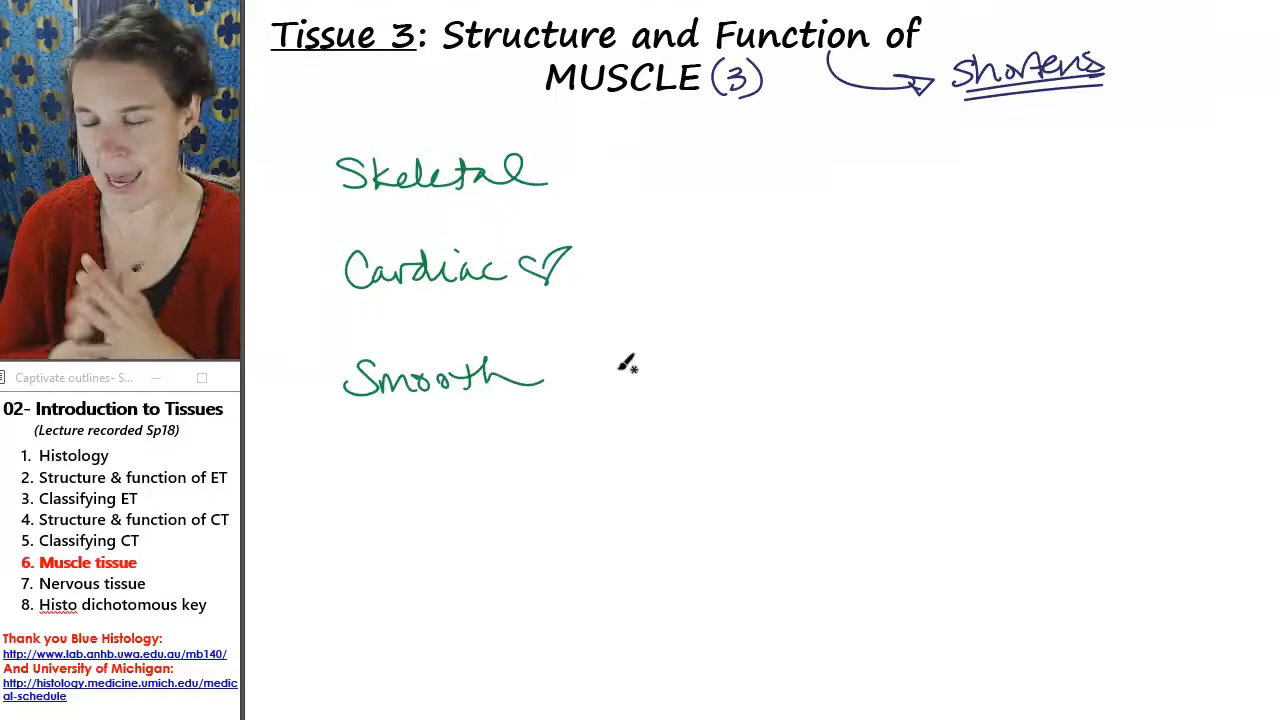 Tissue 3: Structure and Function of
MUSCLE (3)
shortens
Skeletal
Cardiac
Smooth
Captivate outlines- S...
02- Introduction to Tissues
(Lecture recorded Sp18)
1. Histology
2. Structure & function of ET
3. Classifying ET
4. Structure & function of CT
5. Classifying CT
6. Muscle tissue
7. Nervous tissue
8. Histo dichotomous key
Thank you Blue Histology:
http://www.lab.anhb.uwa.edu.au/mb140/
And University of Michigan:
http://histology.medicine.umich.edu/medic
al-schedule